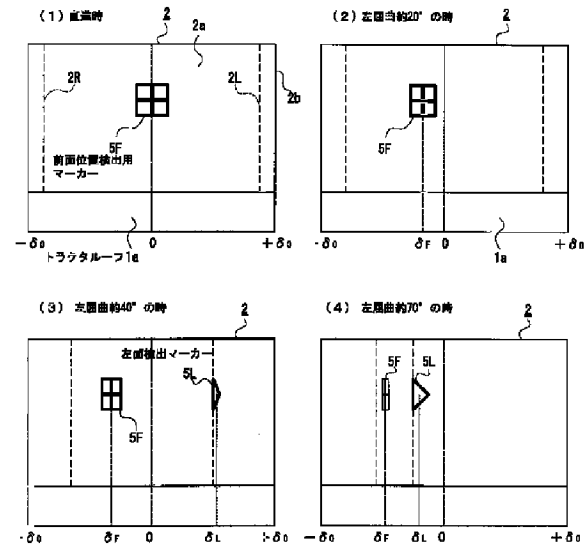 (1) 直進時
2
2a
2R
2L
2b
5F
前面位置検出用
マーカー
-δ0
0
+δ0
トラクタルーフ1a
(2) 左屈曲約20°の時
2
5F
1a
-δ0
δF
0
+δ0
(3) 左屈曲約40°の時
2
左面検出マーカー
5L
5F
-δ0
δF
0
δL
+δ0
(4) 左屈曲約70°の時
2
5F
5L
-δ0
δF
δL
0
+δ0